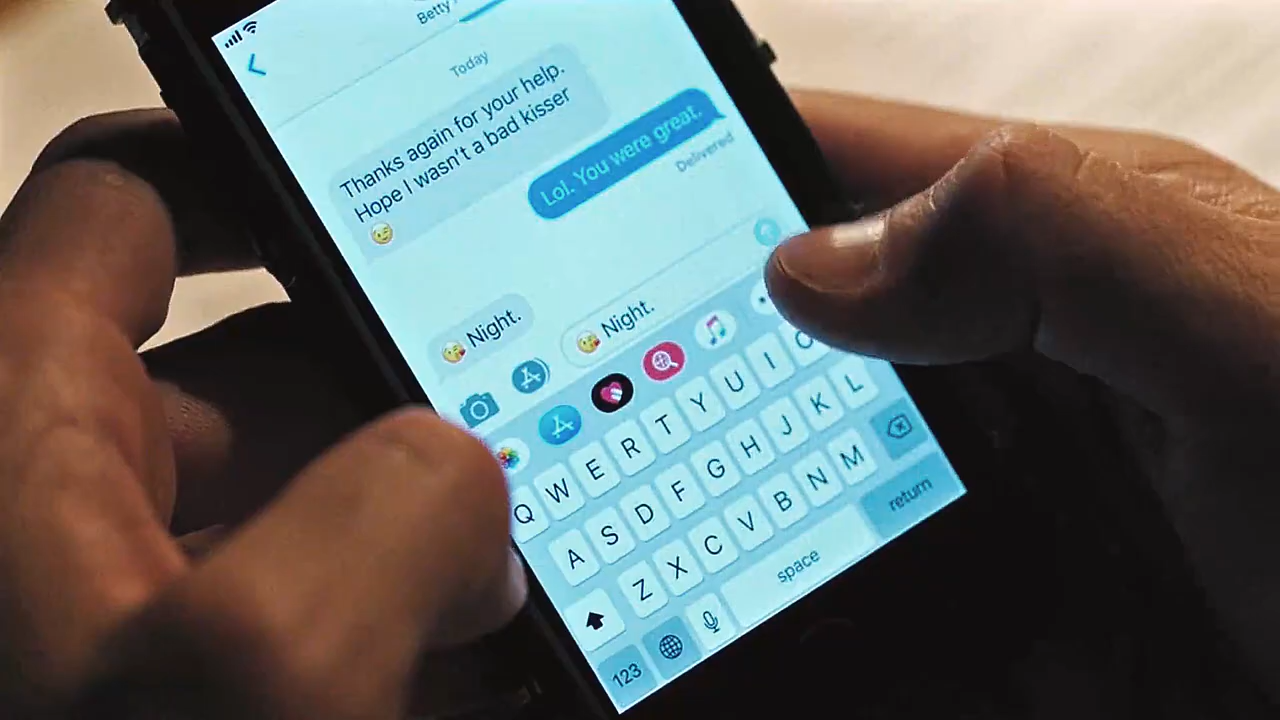 Betty
Today
Thanks again for your help.
Hope I wasn't a bad kisser
😉
Lol. You were great.
Delivered
😘 Night.
😘 Night.
Q W E R T Y U I O
A S D F G H J K L
Z X C V B N M
return
123
space